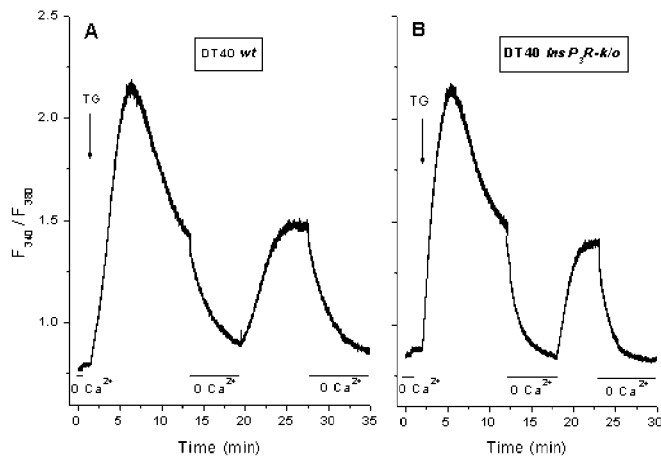 A
DT40 wt
TG
F340 / F380
2.5
2.0
1.5
1.0
0 Ca2+
0 Ca2+
0 Ca2+
0 5 10 15 20 25 30 35
Time (min)
B
DT40 InsP3R-k/o
TG
0 Ca2+
0 Ca2+
0 Ca2+
0 5 10 15 20 25 30
Time (min)